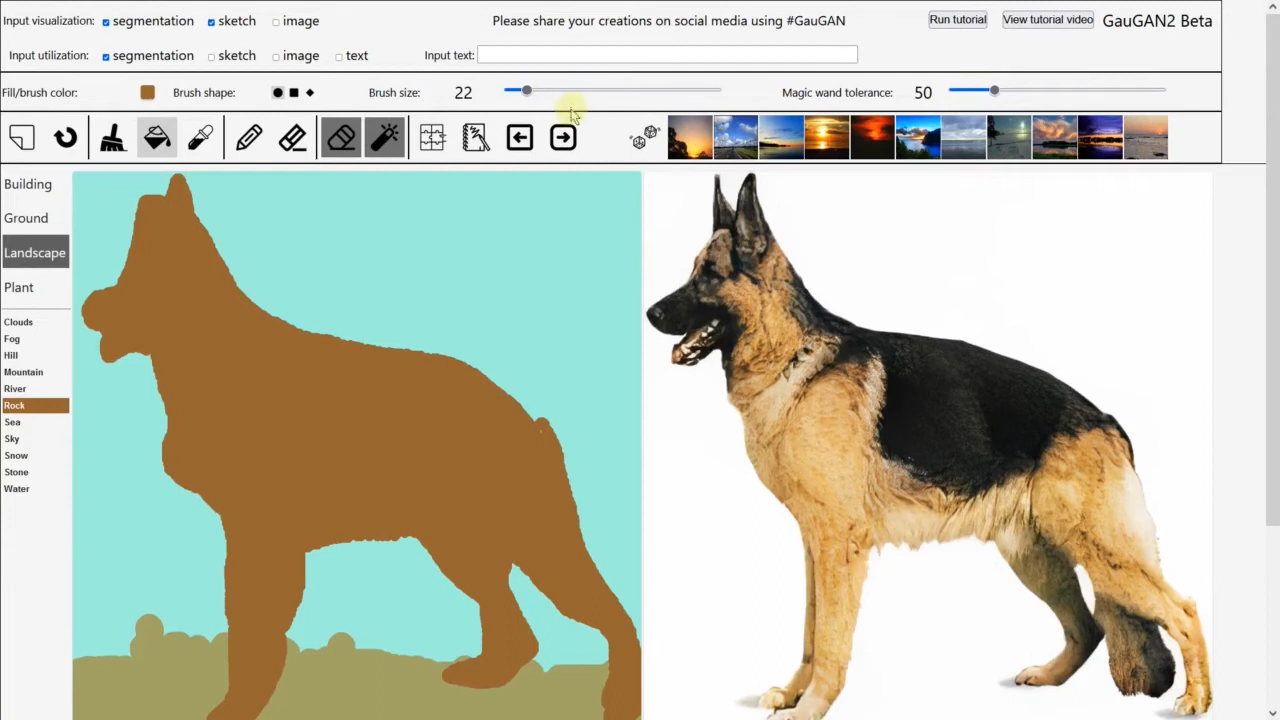 Input visualization: segmentation sketch image Please share your creations on social media using #GauGAN Run tutorial View tutorial video GauGAN2 Beta
Input utilization: segmentation sketch image text Input text:
Fill/brush color: Brush shape: Brush size: 22 Magic wand tolerance: 50
Building
Ground
Landscape
Plant
Clouds
Fog
Hill
Mountain
River
Rock
Sea
Sky
Snow
Stone
Water